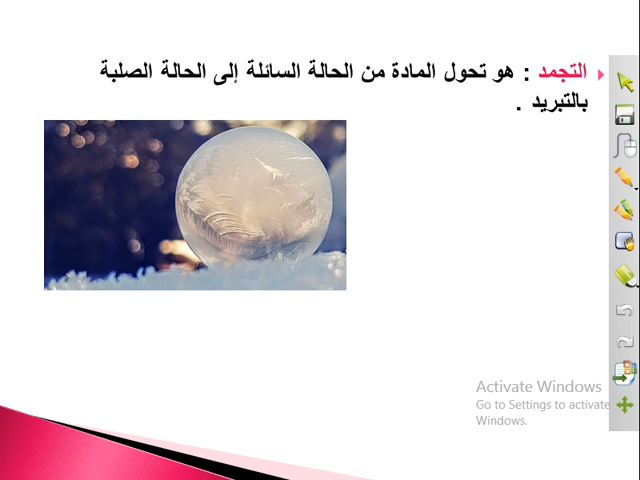 التجمد : هو تحول المادة من الحالة السائلة إلى الحالة الصلبة
بالتبريد .
Activate Windows
Go to Settings to activate
Windows.